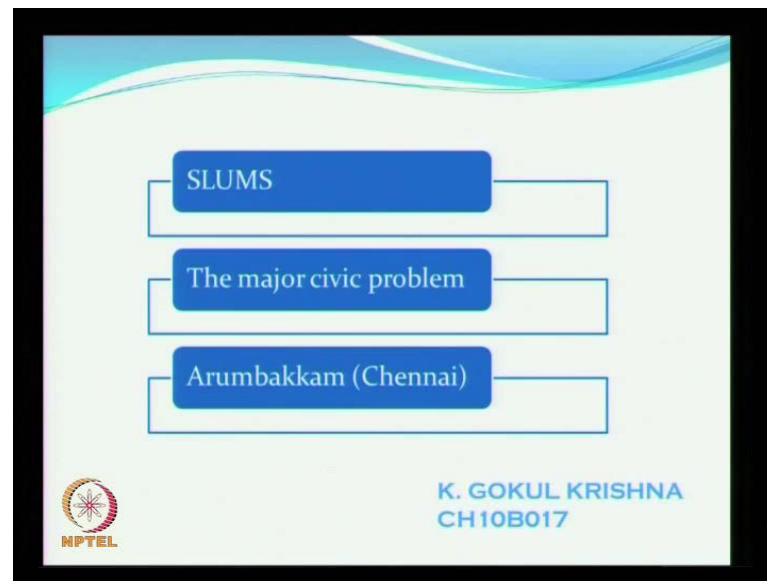 SLUMS
The major civic problem
Arumbakkam (Chennai)
K. GOKUL KRISHNA
CH10B017
NPTEL